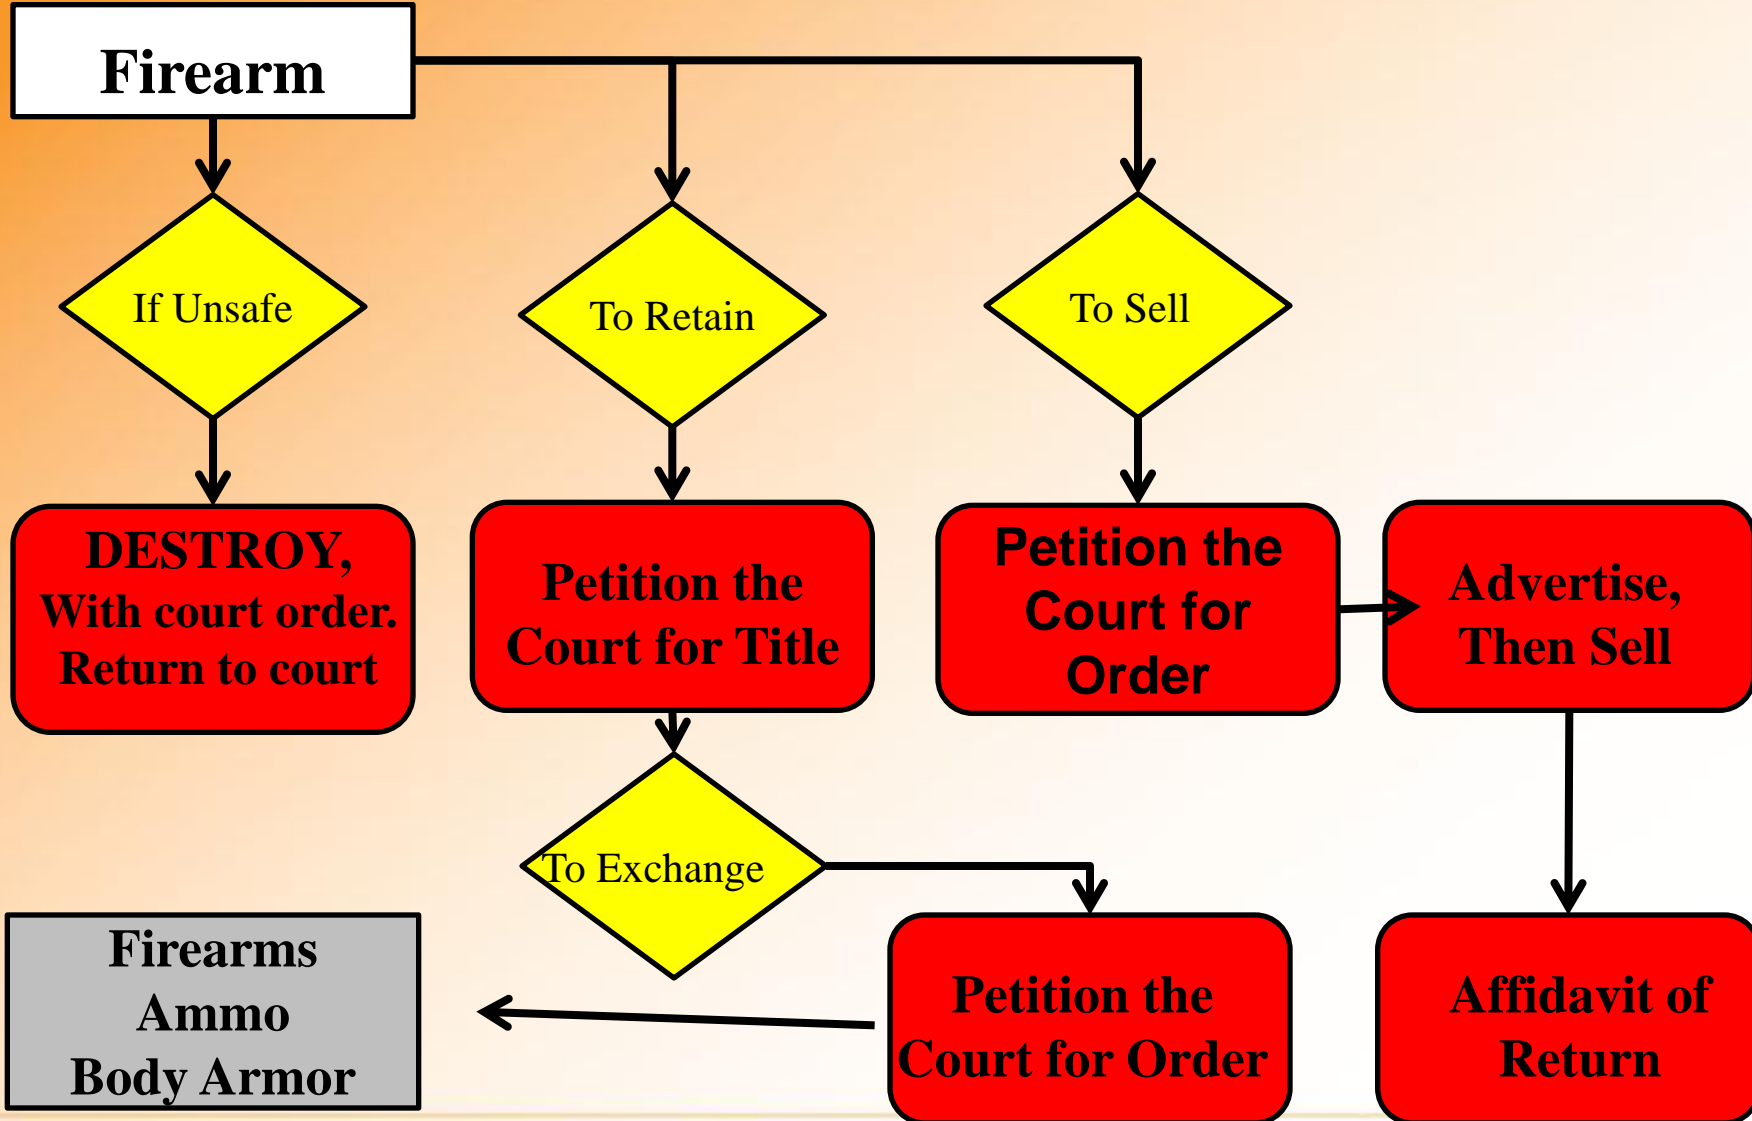 Firearm
If Unsafe
To Retain
To Sell
DESTROY,
With court order.
Return to court
Petition the
Court for Title
Petition the
Court for
Order
Advertise,
Then Sell
To Exchange
Firearms
Ammo
Body Armor
Petition the
Court for Order
Affidavit of
Return